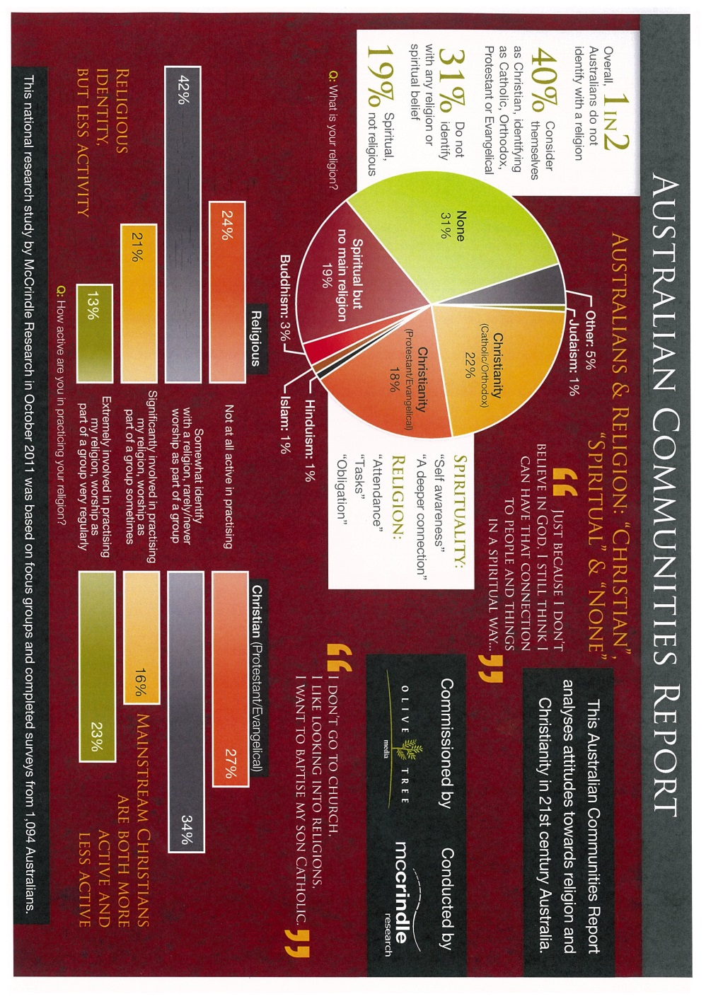 AUSTRALIAN COMMUNITIES REPORT
AUSTRALIANS & RELIGION: “CHRISTIAN”,
“SPIRITUAL” & “NONE”
Overall, 1 IN 2
Australians do not
identify with a religion
40% Consider
themselves
as Christian, identifying
as Catholic, Orthodox,
Protestant or Evangelical
31% Do not
identify
with any religion or
spiritual belief
19% Spiritual,
not religious
Q: What is your religion?
Other: 5%
Judaism: 1%
Christianity
(Catholic/Orthodox)
22%
Christianity
(Protestant/Evangelical)
18%
Hinduism: 1%
Islam: 1%
Buddhism: 3%
Spiritual but
no main religion
19%
None
31%
“ JUST BECAUSE I DON'T
BELIEVE IN GOD, I STILL THINK I
CAN HAVE THAT CONNECTION
TO PEOPLE AND THINGS
IN A SPIRITUAL WAY... ”
SPIRITUALITY:
“Self awareness”
“A deeper connection”
RELIGION:
“Attendance”
“Tasks”
“Obligation”
This Australian Communities Report
analyses attitudes towards religion and
Christianity in 21st century Australia.
Commissioned by
OLIVE TREE
media
Conducted by
mccrindle
research
“ I DON'T GO TO CHURCH,
I LIKE LOOKING INTO RELIGIONS,
I WANT TO BAPTISE MY SON CATHOLIC. ”
Religious
Christian (Protestant/Evangelical)
24%
Not at all active in practising
27%
42%
Somewhat identify
with a religion, rarely/never
worship as part of a group
34%
21%
Significantly involved in practising
my religion, worship as
part of a group sometimes
16%
13%
Extremely involved in practising
my religion, worship as
part of a group very regularly
23%
RELIGIOUS
IDENTITY,
BUT LESS ACTIVITY
MAINSTREAM CHRISTIANS
ARE BOTH MORE
ACTIVE AND
LESS ACTIVE
Q: How active are you in practicing your religion?
This national research study by McCrindle Research in October 2011 was based on focus groups and completed surveys from 1,094 Australians.